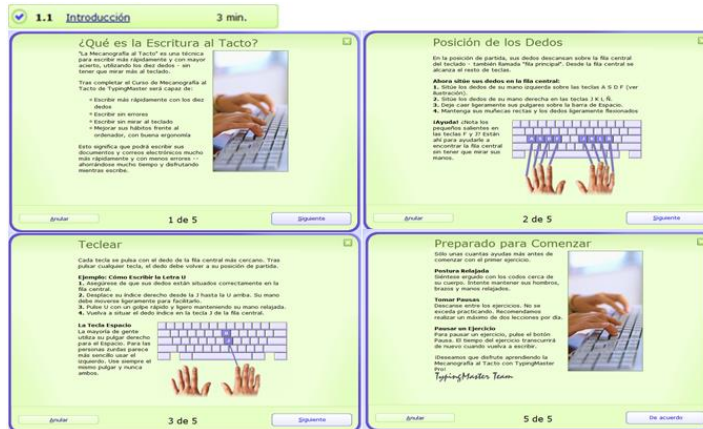 1.1 Introducción 3 min.
¿Qué es la Escritura al Tacto?
"La Mecanografía al Tacto" es una técnica
para escribir más rápidamente y con mayor
acierto, utilizando los diez dedos - sin
tener que mirar más al teclado.
Tras completar el Curso de Mecanografía al
Tacto de TypingMaster será capaz de:
Escribir más rápidamente con los diez
dedos
Escribir sin errores
Escribir sin mirar al teclado
Mejorar sus hábitos frente al
ordenador, con buena ergonomía
Esto significa que podrá escribir sus
documentos y correos electrónicos mucho
más rápidamente y con menos errores --
ahorrándose mucho tiempo y disfrutando
mientras escribe.
Anular
1 de 5
Siguiente
Posición de los Dedos
En la posición de partida, sus dedos descansan sobre la fila central
del teclado - también llamada "fila principal". Desde la fila central se
alcanza el resto de teclas.
Ahora sitúe sus dedos en la fila central:
1. Sitúe los dedos de su mano izquierda sobre las teclas A S D F (ver
ilustración).
2. Sitúe los dedos de su mano derecha en las teclas J K L Ñ.
3. Deje caer ligeramente sus pulgares sobre la barra de Espacio.
4. Mantenga sus muñecas rectas y los dedos ligeramente flexionados
¡Ayuda! ¿Nota los
pequeños salientes en
las teclas F y J? Están
ahí para ayudarle a
encontrar la fila central
sin tener que mirar sus
manos.
Anular
2 de 5
Siguiente
Teclear
Cada tecla se pulsa con el dedo de la fila central más cercano. Tras
pulsar cualquier tecla, el dedo debe volver a su posición de partida.
Ejemplo: Cómo Escribir la Letra U
1. Asegúrese de que sus dedos están situados correctamente en la
fila central.
2. Desplace su índice derecho desde la J hasta la U arriba. Su mano
debe moverse ligeramente para facilitarlo.
3. Pulse U con un golpe rápido y ligero manteniendo su mano relajada.
4. Vuelva a situar el dedo índice en la tecla J de la fila central.
La Tecla Espacio
La mayoría de gente
utiliza su pulgar derecho
para el Espacio. Para las
personas zurdas parece
más sencillo usar el
izquierdo. Use siempre el
mismo pulgar y nunca
ambos.
Anular
3 de 5
Siguiente
Preparado para Comenzar
Sólo unas cuantas ayudas más antes de
comenzar con el primer ejercicio.
Postura Relajada
Siéntese erguido con los codos cerca de
su cuerpo. Intente mantener sus hombros,
brazos y manos relajados.
Tomar Pausas
Descanse entre los ejercicios. No se
exceda practicando. Recomendamos
realizar un máximo de dos lecciones por día.
Pausar un Ejercicio
Para pausar un ejercicio, pulse el botón
Pausa. El tiempo del ejercicio transcurrirá
de nuevo cuando vuelva a escribir.
¡Deseamos que disfrute aprendiendo la
Mecanografía al Tacto con TypingMaster
Pro!
TypingMaster Team
Anular
5 de 5
De acuerdo